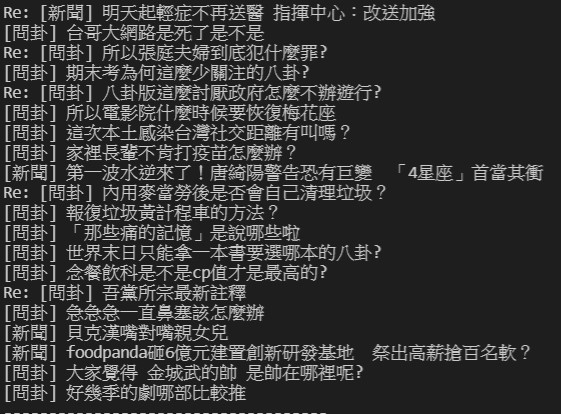 Re: [新聞] 明天起輕症不再送醫 指揮中心：改送加強
[問卦] 台哥大網路是死了是不是
Re: [問卦] 所以張庭夫婦到底犯什麼罪?
[問卦] 期末考為何這麼少關注的八卦?
Re: [問卦] 八卦版這麼討厭政府怎麼不辦遊行?
[問卦] 所以電影院什麼時候要恢復梅花座
[問卦] 這次本土感染台灣社交距離有叫嗎？
[問卦] 家裡長輩不肯打疫苗怎麼辦？
[新聞] 第一波水逆來了！唐綺陽警告恐有巨變　「4星座」首當其衝
Re: [問卦] 內用麥當勞後是否會自己清理垃圾？
[問卦] 報復垃圾黃計程車的方法？
[問卦] 「那些痛的記憶」是說哪些啦
[問卦] 世界末日只能拿一本書要選哪本的八卦?
[問卦] 念餐飲科是不是cp值才是最高的?
Re: [問卦] 吾黨所宗最新註釋
[問卦] 急急急一直鼻塞該怎麼辦
[新聞] 貝克漢嘴對嘴親女兒
[新聞] foodpanda砸6億元建置創新研發基地　祭出高薪搶百名軟？
[問卦] 大家覺得 金城武的帥 是帥在哪裡呢?
[問卦] 好幾季的劇哪部比較推
------------------------------------